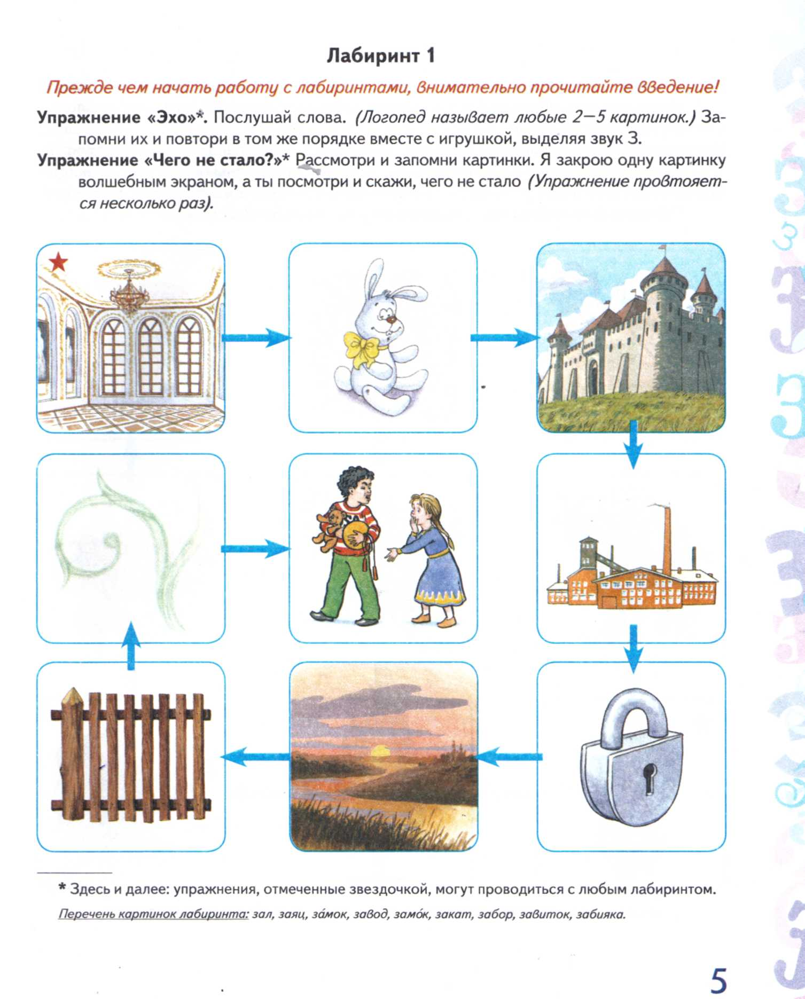 Лабиринт 1
Прежде чем начать работу с лабиринтами, внимательно прочитайте введение!
Упражнение «Эхо»*. Послушай слова. (Логопед называет любые 2—5 картинок.) За-
помни их и повтори в том же порядке вместе с игрушкой, выделяя звук З.
Упражнение «Чего не стало?»* Рассмотри и запомни картинки. Я закрою одну картинку
волшебным экраном, а ты посмотри и скажи, чего не стало (Упражнение провтояет-
ся несколько раз).
* Здесь и далее: упражнения, отмеченные звездочкой, могут проводиться с любым лабиринтом.
Перечень картинок лабиринта: зал, заяц, за́мок, завод, замо́к, закат, забор, завиток, забияка.
5